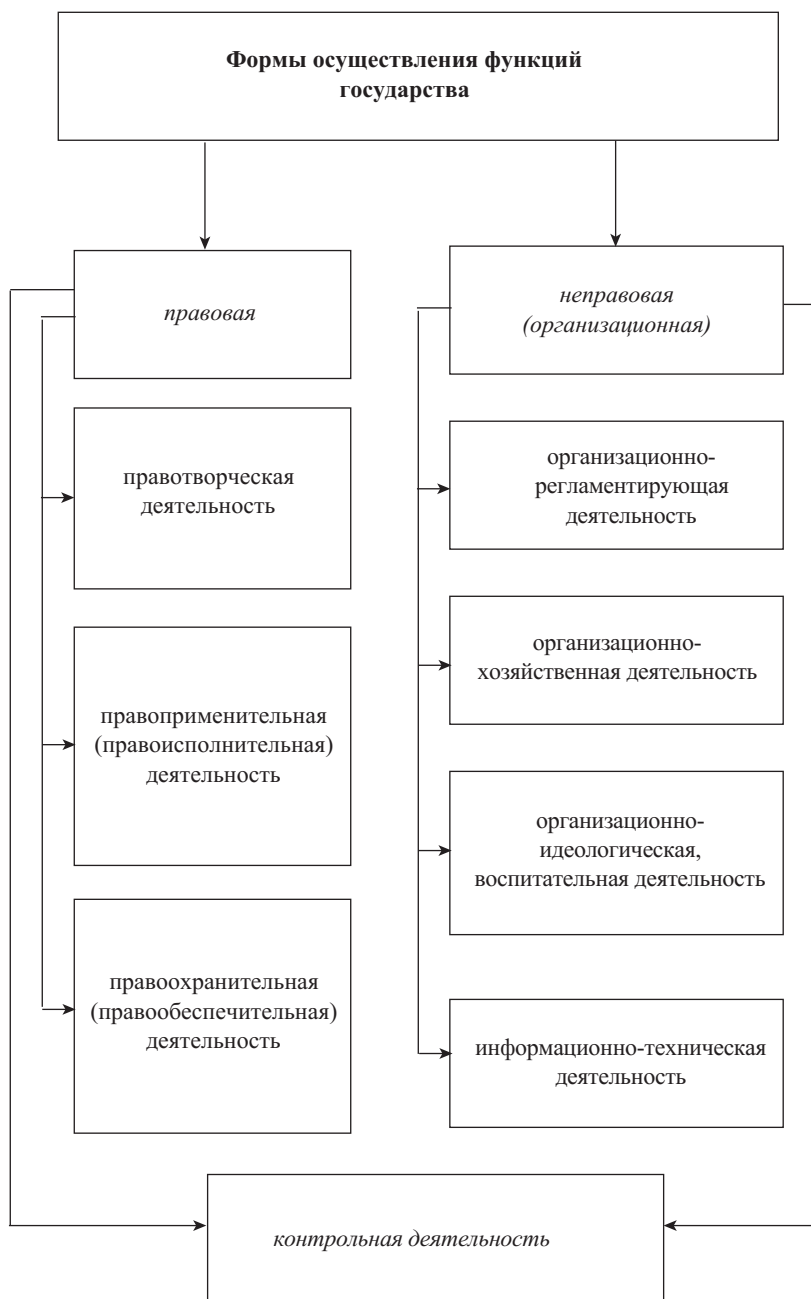 Формы осуществления функций
государства
правовая
неправовая
(организационная)
правотворческая
деятельность
организационно-
регламентирующая
деятельность
правоприменительная
(правоисполнительная)
деятельность
организационно-
хозяйственная деятельность
организационно-
идеологическая,
воспитательная деятельность
правоохранительная
(правообеспечительная)
деятельность
информационно-техническая
деятельность
контрольная деятельность